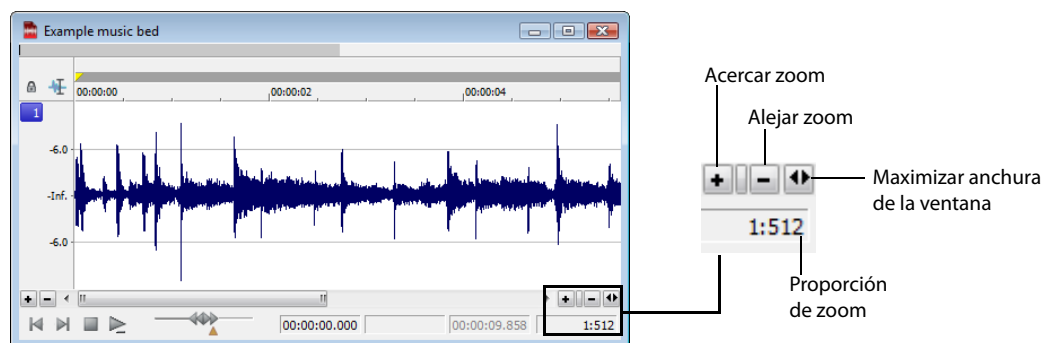 Example music bed
00:00:00
00:00:02
00:00:04
1
-6.0
-Inf.
-6.0
00:00:00.000
00:00:09.858
1:512
Acercar zoom
Alejar zoom
Maximizar anchura
de la ventana
1:512
Proporción
de zoom